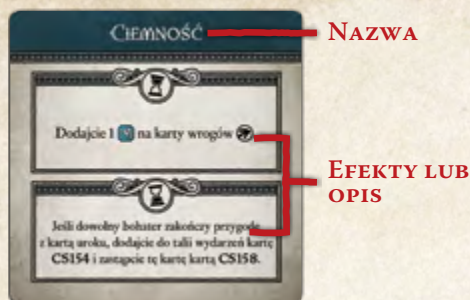 Ciemność
Nazwa
Dodajcie 1 na karty wrogów
Efekty lub
opis
Jeśli dowolny bohater zakończy przygodę
z kartą uroku, dodajcie do talii wydarzeń kartę
CS154 i zastąpcie tę kartę kartą CS158.